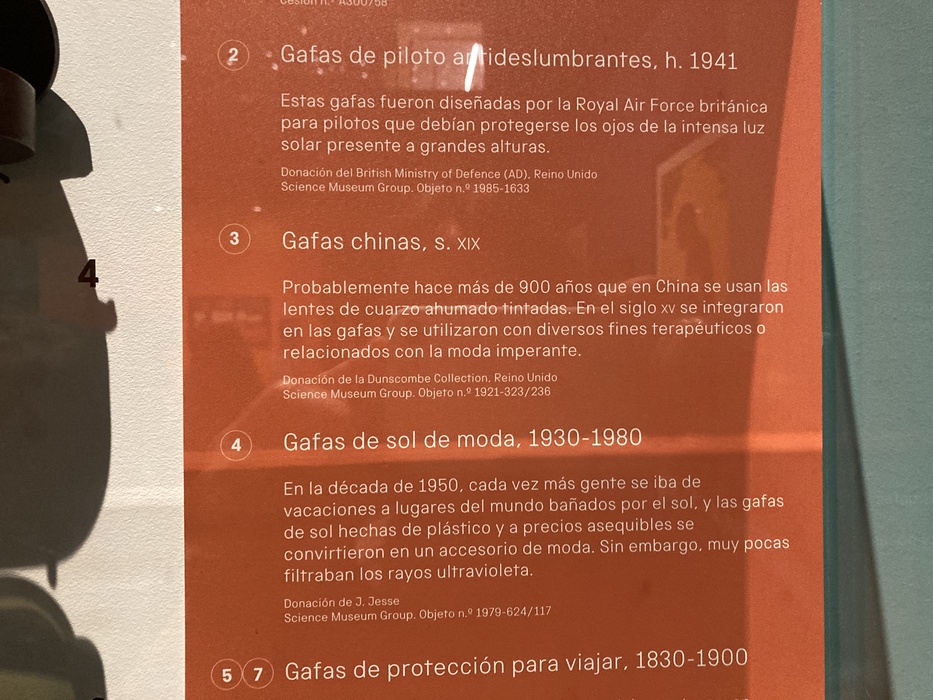 Cesión n.º A300758
2 Gafas de piloto antideslumbrantes, h. 1941
Estas gafas fueron diseñadas por la Royal Air Force británica
para pilotos que debían protegerse los ojos de la intensa luz
solar presente a grandes alturas.
Donación del British Ministry of Defence (AD), Reino Unido
Science Museum Group. Objeto n.º 1985-1633
3 Gafas chinas, s. XIX
Probablemente hace más de 900 años que en China se usan las
lentes de cuarzo ahumado tintadas. En el siglo XV se integraron
en las gafas y se utilizaron con diversos fines terapéuticos o
relacionados con la moda imperante.
Donación de la Dunscombe Collection, Reino Unido
Science Museum Group. Objeto n.º 1921-323/236
4
4 Gafas de sol de moda, 1930-1980
En la década de 1950, cada vez más gente se iba de
vacaciones a lugares del mundo bañados por el sol, y las gafas
de sol hechas de plástico y a precios asequibles se
convirtieron en un accesorio de moda. Sin embargo, muy pocas
filtraban los rayos ultravioleta.
Donación de J. Jesse
Science Museum Group. Objeto n.º 1979-624/117
5 7 Gafas de protección para viajar, 1830-1900